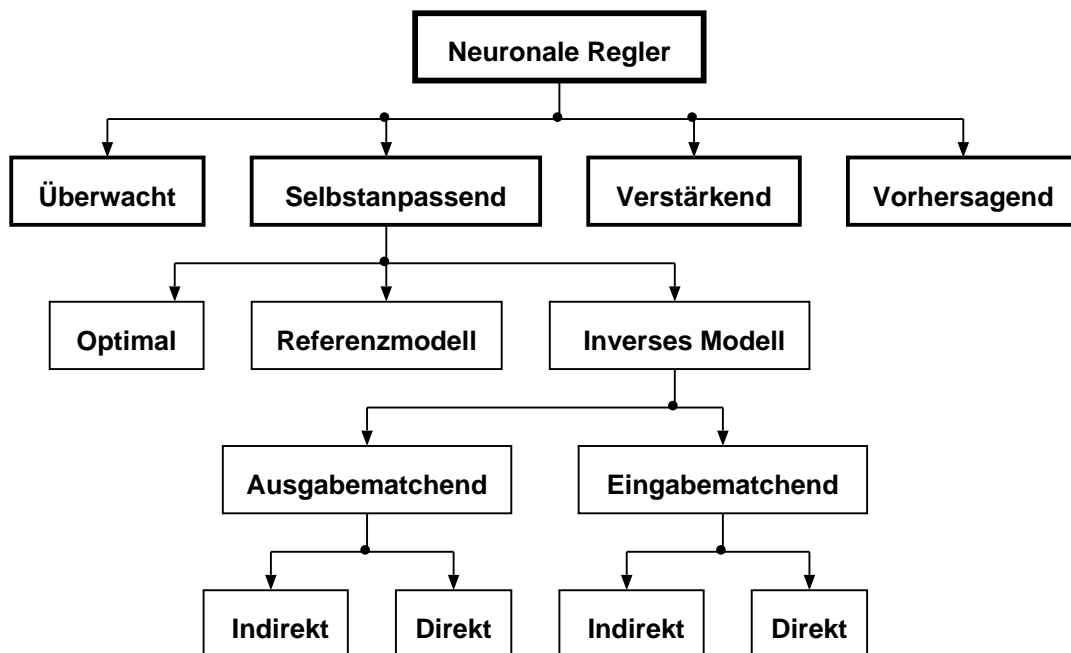 Neuronale Regler
Überwacht
Selbstanpassend
Verstärkend
Vorhersagend
Optimal
Referenzmodell
Inverses Modell
Ausgabematchend
Eingabematchend
Indirekt
Direkt
Indirekt
Direkt